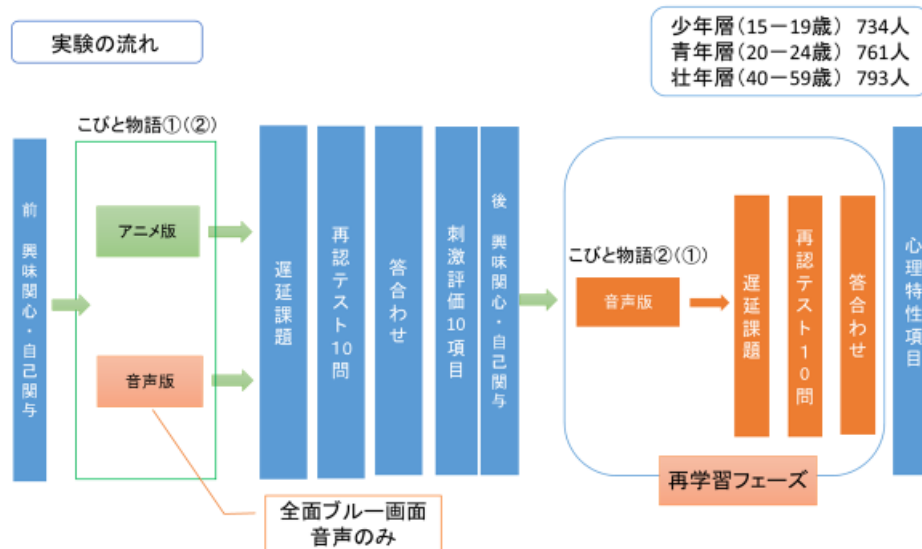 実験の流れ
少年層(15－19歳) 734人
青年層(20－24歳) 761人
壮年層(40－59歳) 793人
こびと物語①(②)
前 興味関心・自己関与
アニメ版
音声版
全面ブルー画面
音声のみ
遅延課題
再認テスト10問
答合わせ
刺激評価10項目
後 興味関心・自己関与
こびと物語②(①)
音声版
遅延課題
再認テスト10問
答合わせ
再学習フェーズ
心理特性項目